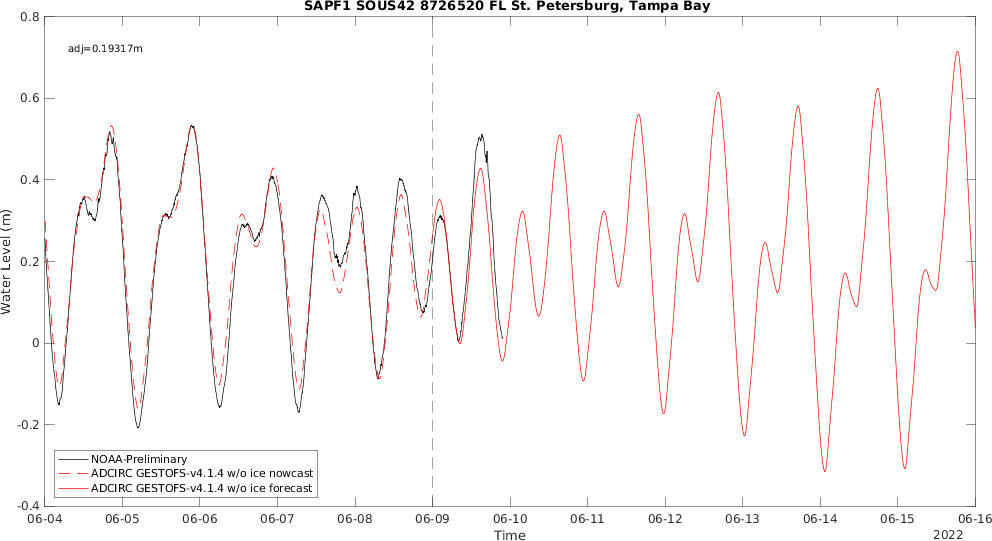 SAPF1 SOUS42 8726520 FL St. Petersburg, Tampa Bay
adj=0.19317m
0.8
0.6
0.4
0.2
0
-0.2
-0.4
Water Level (m)
NOAA-Preliminary
ADCIRC GESTOFS-v4.1.4 w/o ice nowcast
ADCIRC GESTOFS-v4.1.4 w/o ice forecast
06-04 06-05 06-06 06-07 06-08 06-09 06-10 06-11 06-12 06-13 06-14 06-15 06-16
Time
2022